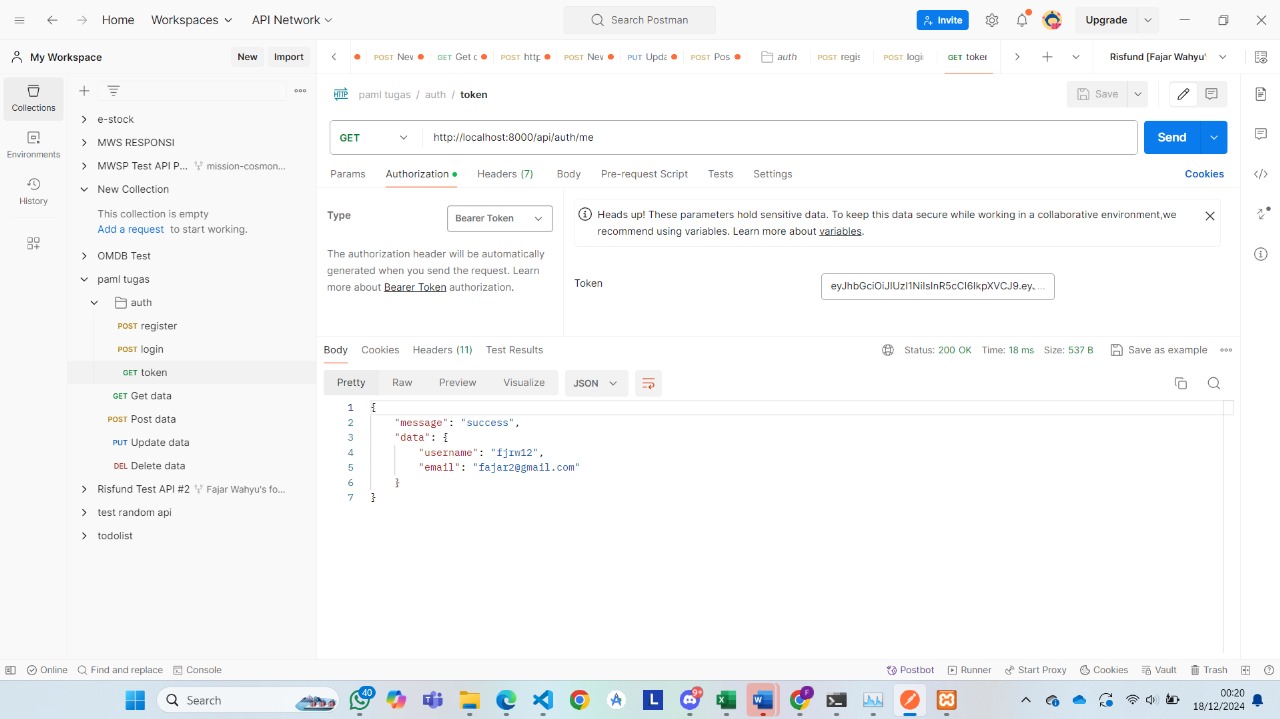 Home Workspaces API Network Search Postman Invite Upgrade
My Workspace New Import POST Nev GET Get c POST http POST Nev PUT Upda POST Pos auth POST regis POST logi GET toke Risfund [Fajar Wahyu'
Collections
Environments
History
e-stock
MWS RESPONSI
MWSP Test API P... mission-cosmon...
New Collection
This collection is empty
Add a request to start working.
OMDB Test
paml tugas
auth
POST register
POST login
GET token
GET Get data
POST Post data
PUT Update data
DEL Delete data
Risfund Test API #2 Fajar Wahyu's fo...
test random api
todolist
HTTP paml tugas / auth / token Save
GET http://localhost:8000/api/auth/me Send
Params Authorization Headers (7) Body Pre-request Script Tests Settings Cookies
Type Bearer Token
The authorization header will be automatically
generated when you send the request. Learn
more about Bearer Token authorization.
Heads up! These parameters hold sensitive data. To keep this data secure while working in a collaborative environment,we
recommend using variables. Learn more about variables.
Token
Body Cookies Headers (11) Test Results Status: 200 OK Time: 18 ms Size: 537 B Save as example
Pretty Raw Preview Visualize JSON
1 {
2 "message": "success",
3 "data": {
4 "username": "fjrw12",
5 "email": "fajar2@gmail.com"
6 }
7 }
Online Find and replace Console Postbot Runner Start Proxy Cookies Vault Trash
Search 40 9+ 00:20
18/12/2024